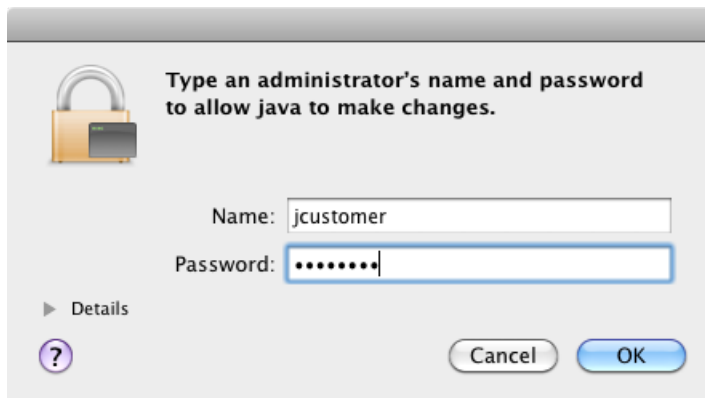 Type an administrator's name and password
to allow java to make changes.
Name: jcustomer
Password: ••••••••
Details
?
Cancel OK